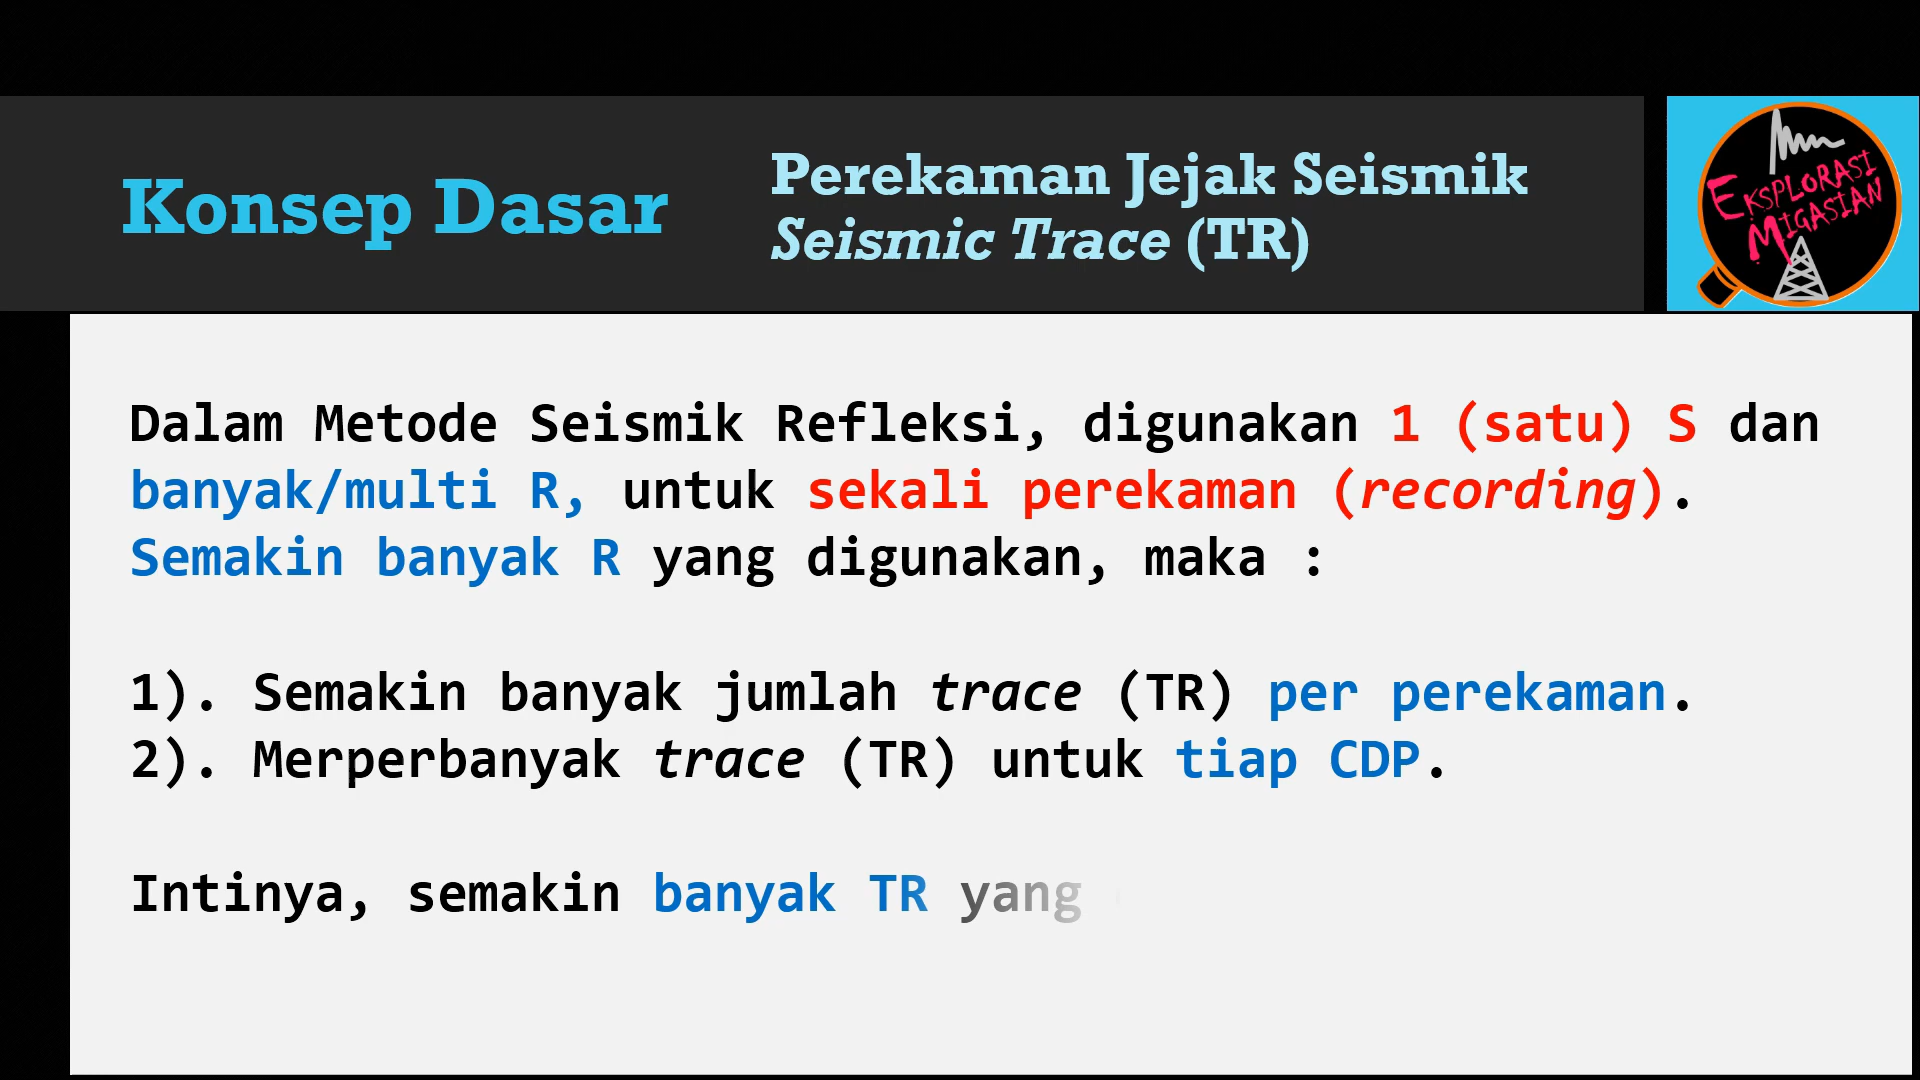 Konsep Dasar
Perekaman Jejak Seismik
Seismic Trace (TR)
EKSPLORASI
MIGASIAN
Dalam Metode Seismik Refleksi, digunakan 1 (satu) S dan
banyak/multi R, untuk sekali perekaman (recording).
Semakin banyak R yang digunakan, maka :
1). Semakin banyak jumlah trace (TR) per perekaman.
2). Merperbanyak trace (TR) untuk tiap CDP.
Intinya, semakin banyak TR yang